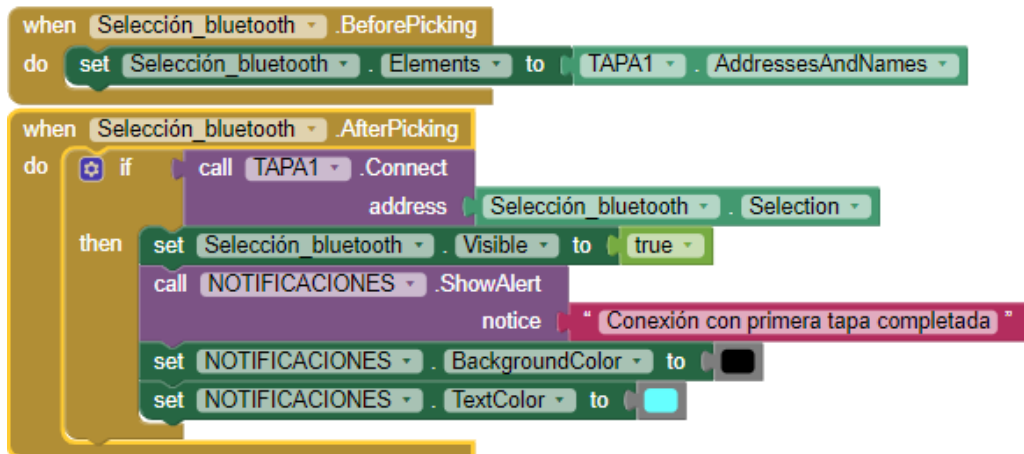 when Selección_bluetooth .BeforePicking
do set Selección_bluetooth . Elements to TAPA1 . AddressesAndNames
when Selección_bluetooth .AfterPicking
do if call TAPA1 .Connect
address Selección_bluetooth . Selection
then set Selección_bluetooth . Visible to true
call NOTIFICACIONES .ShowAlert
notice " Conexión con primera tapa completada "
set NOTIFICACIONES . BackgroundColor to
set NOTIFICACIONES . TextColor to